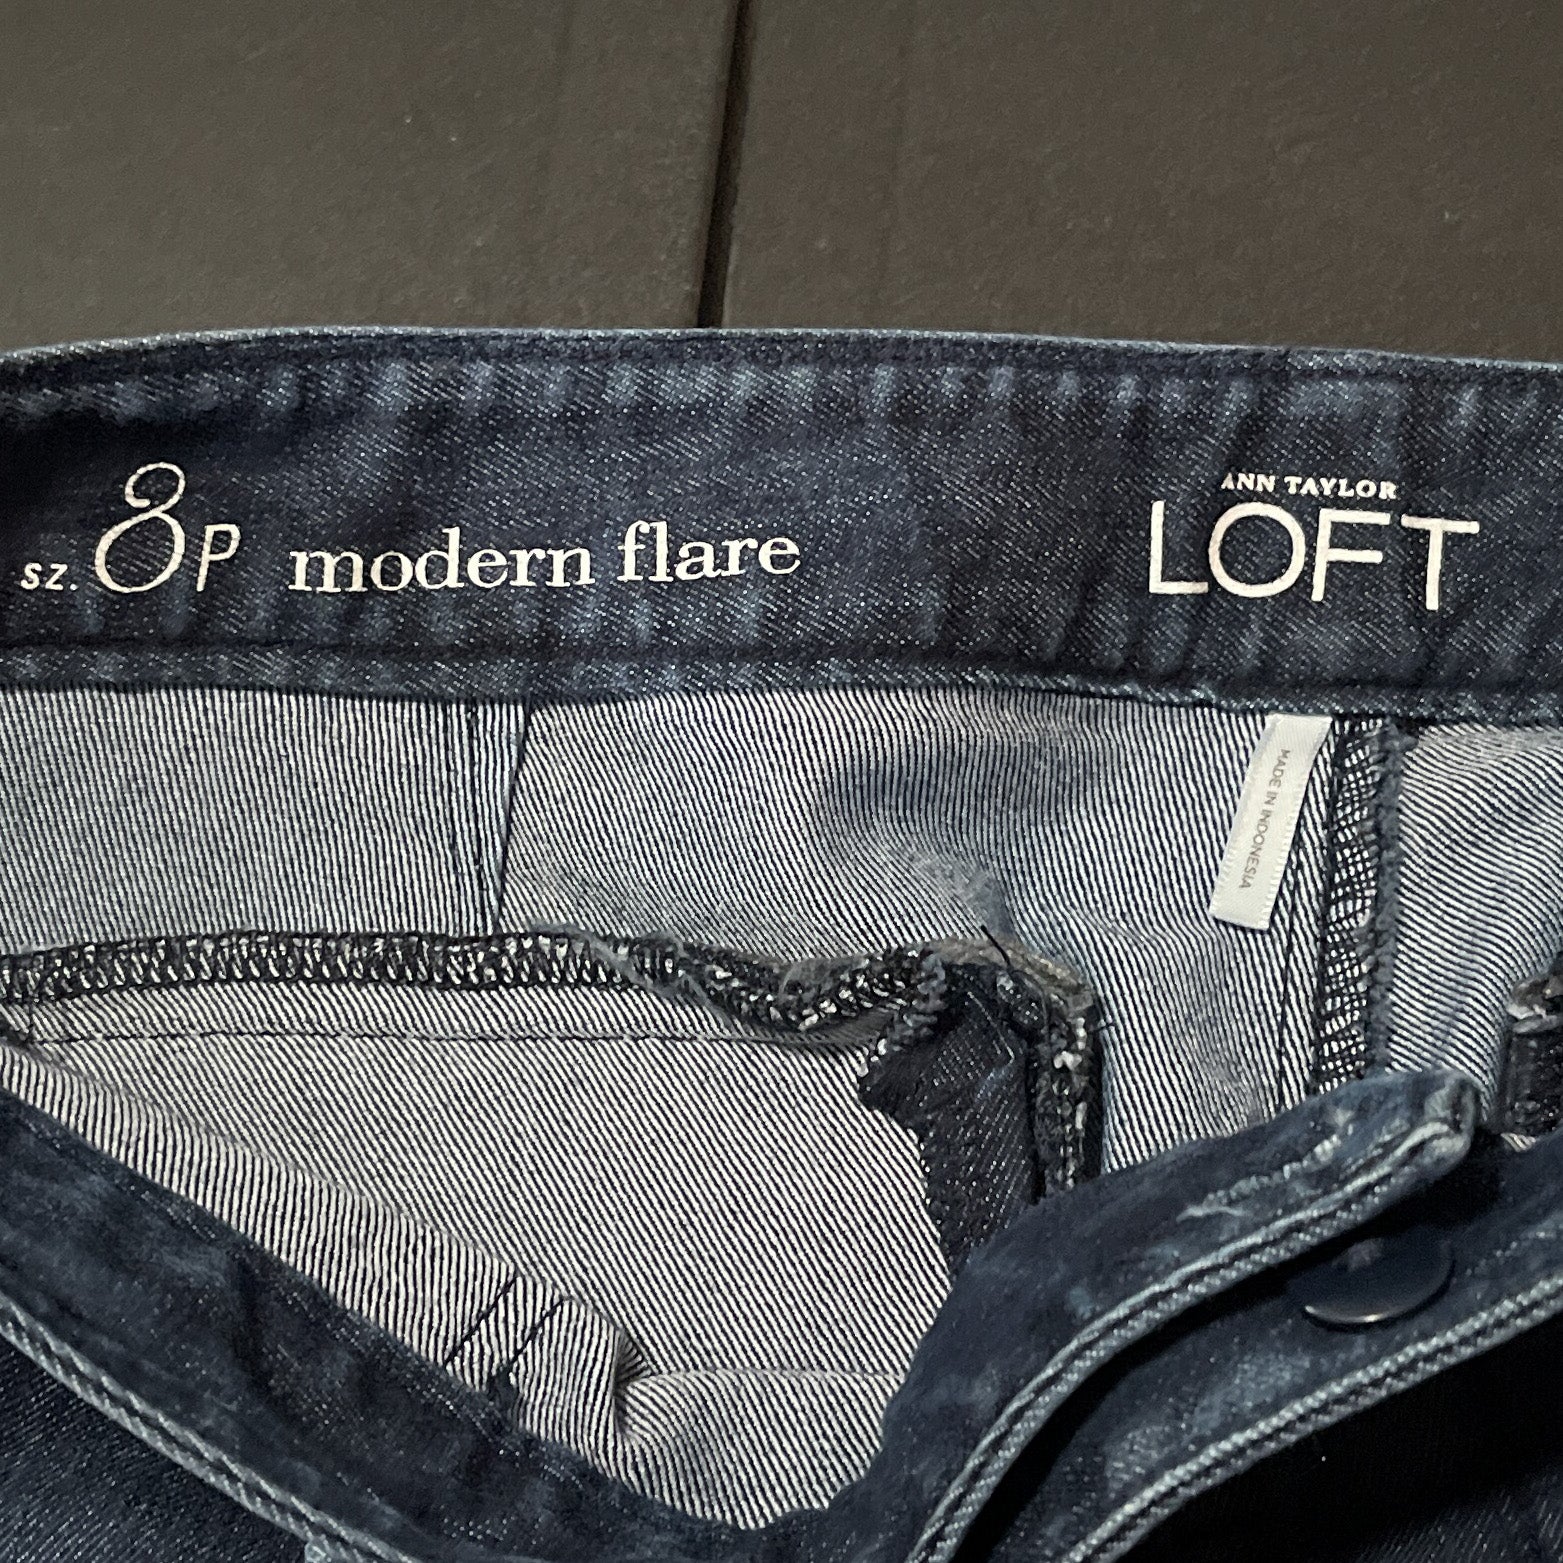 sz. 8P modern flare
ANN TAYLOR
LOFT
MADE IN INDONESIA